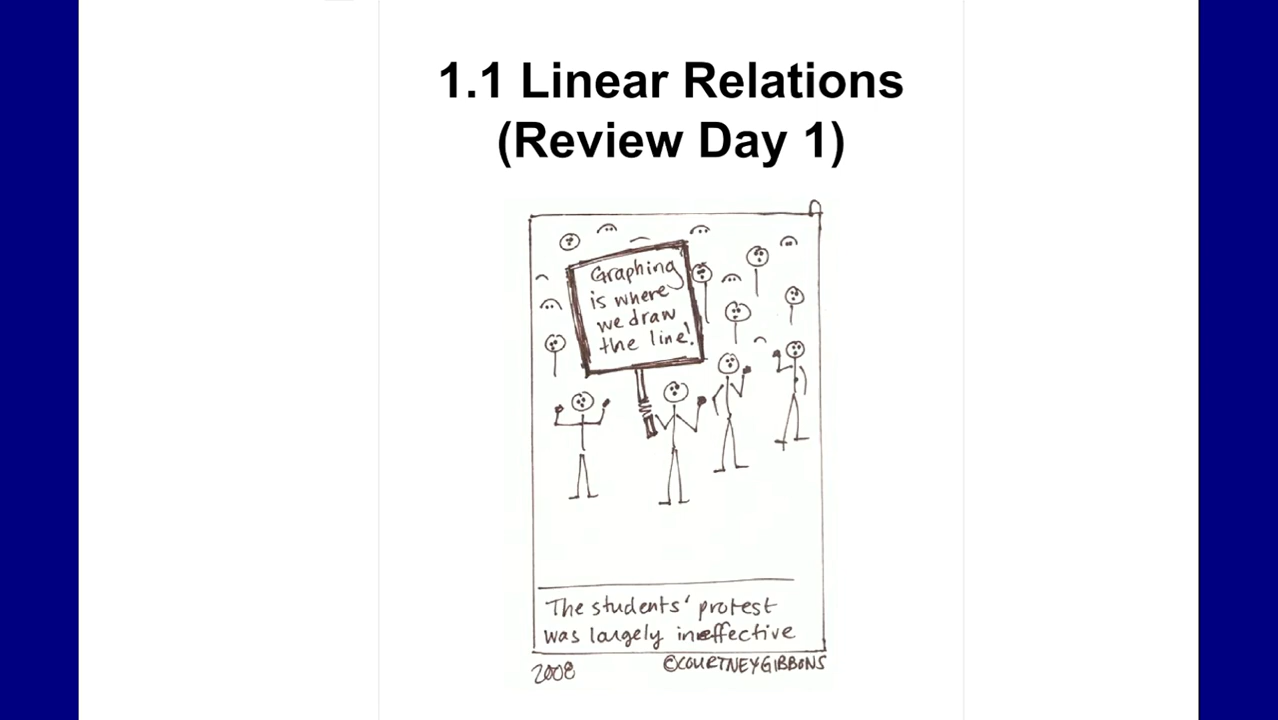 1.1 Linear Relations
(Review Day 1)
Graphing
is where
we draw
the line!
The students' protest
was largely ineffective
2008 ©COURTNEYGIBBONS